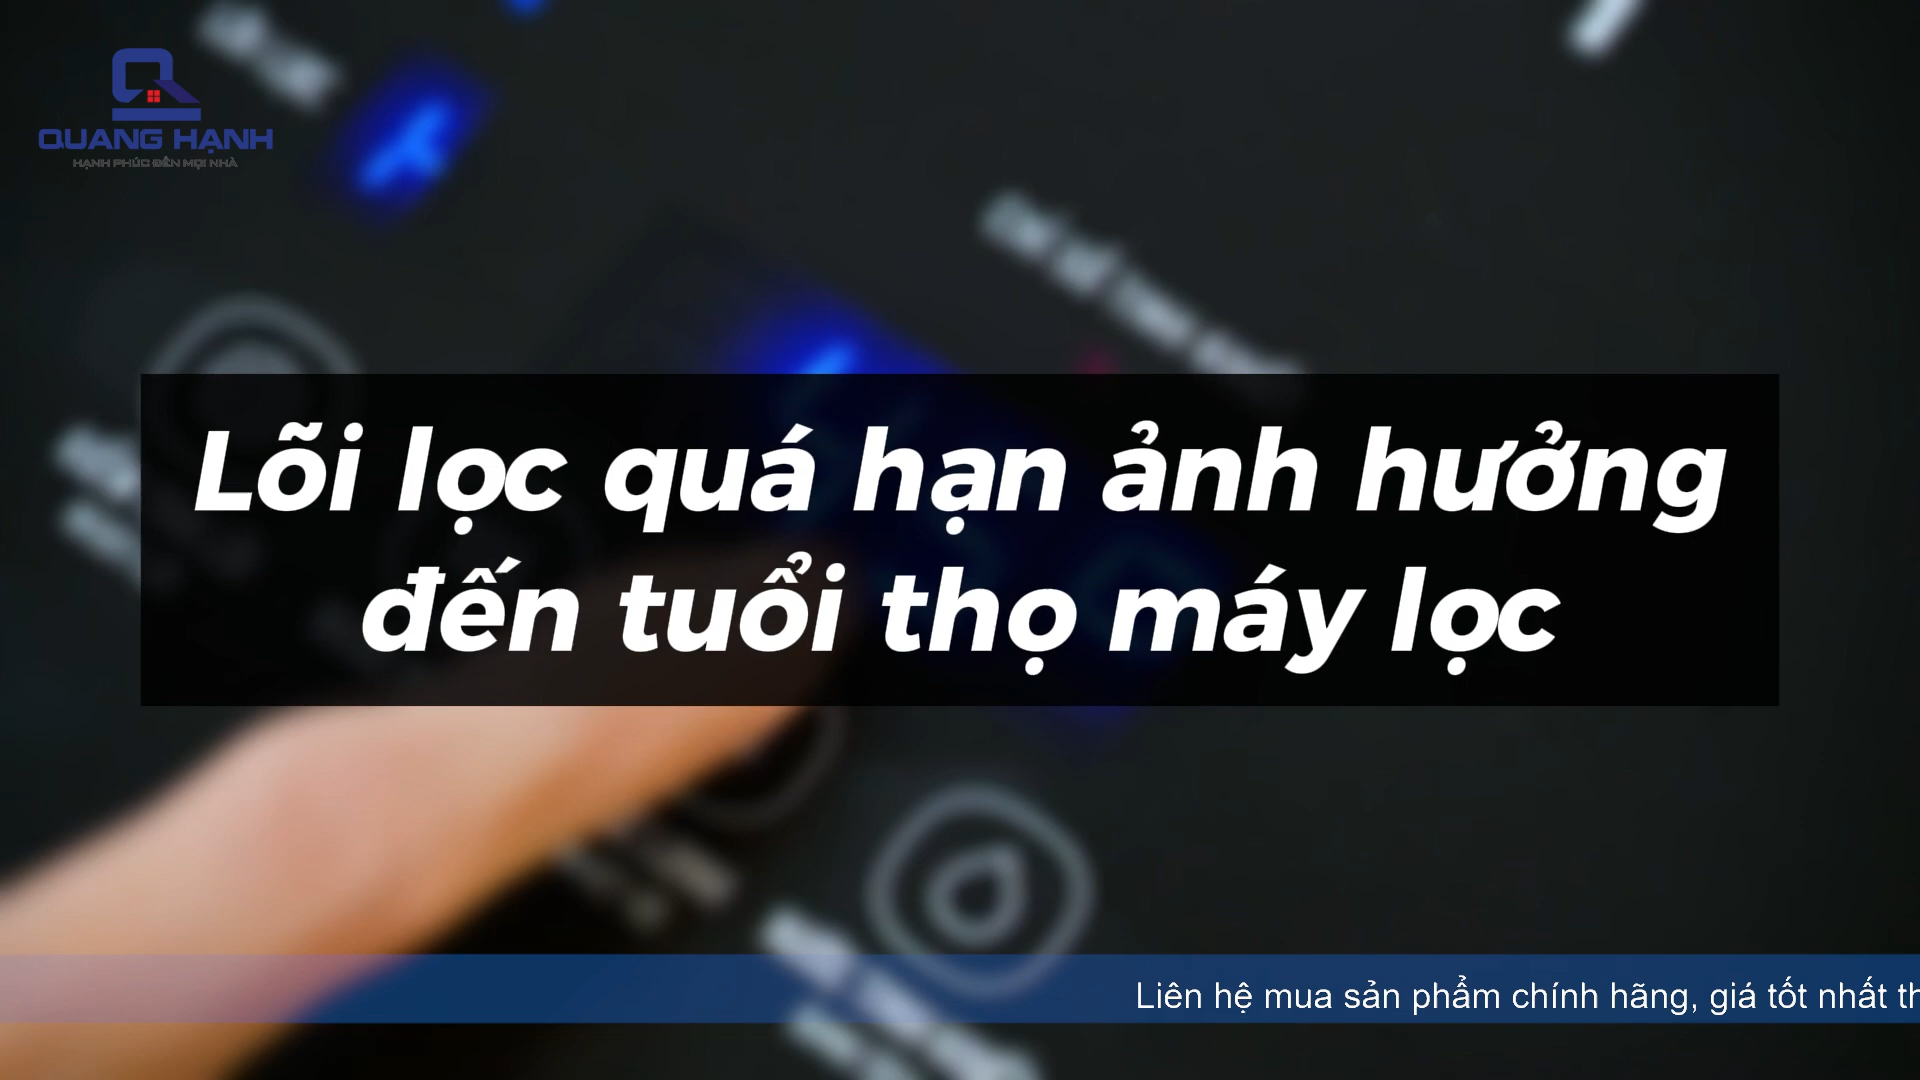 QUANG HẠNH
HẠNH PHÚC ĐẾN MỌI NHÀ
Lõi lọc quá hạn ảnh hưởng
đến tuổi thọ máy lọc
Liên hệ mua sản phẩm chính hãng, giá tốt nhất